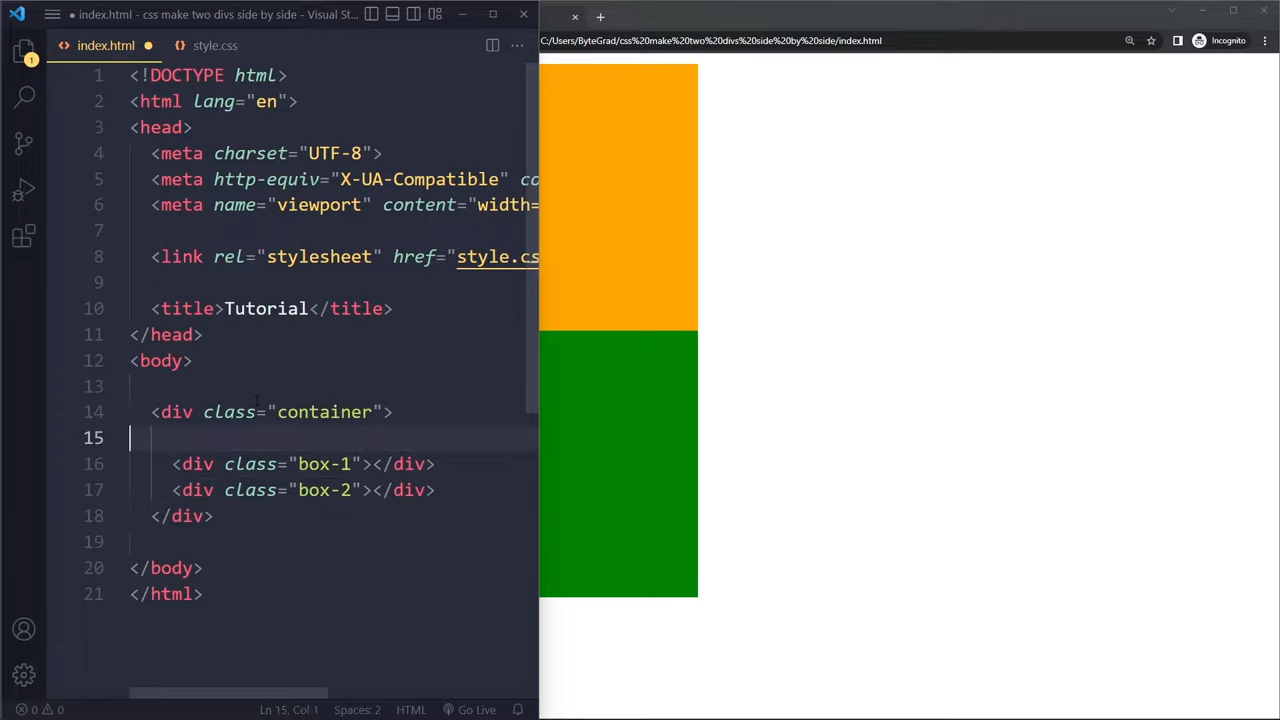 index.html - css make two divs side by side - Visual St...
index.html
style.css
1 <!DOCTYPE html>
2 <html lang="en">
3 <head>
4 <meta charset="UTF-8">
5 <meta http-equiv="X-UA-Compatible" co
6 <meta name="viewport" content="width=
7
8 <link rel="stylesheet" href="style.cs
9
10 <title>Tutorial</title>
11 </head>
12 <body>
13
14 <div class="container">
15
16 <div class="box-1"></div>
17 <div class="box-2"></div>
18 </div>
19
20 </body>
21 </html>
1
0 0 Ln 15, Col 1 Spaces: 2 HTML Go Live
C:/Users/ByteGrad/css%20make%20two%20divs%20side%20by%20side/index.html
Incognito